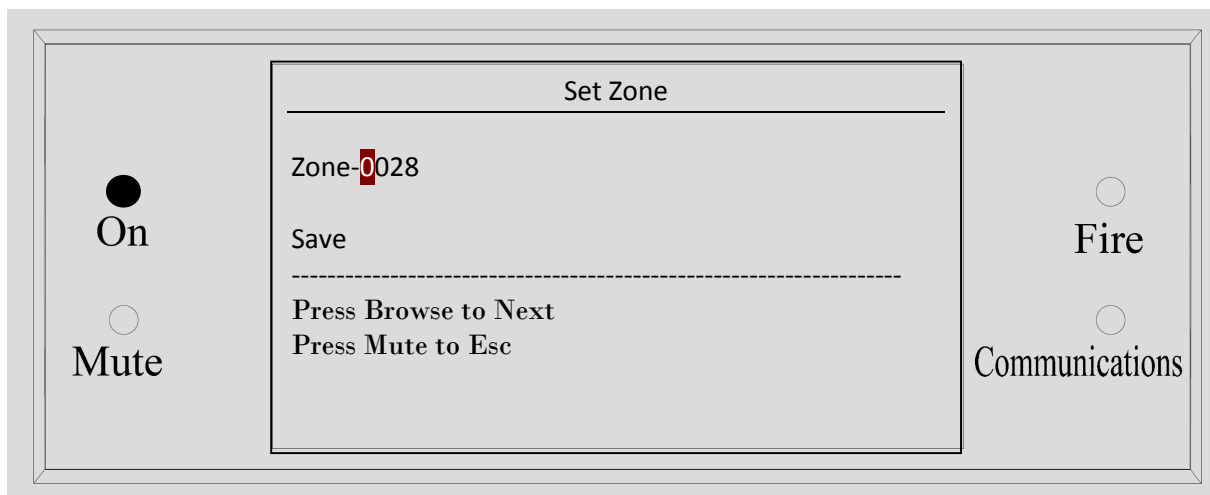 Set Zone
Zone-0028
On
Save
Fire
--------------------------------------------------------------------
Press Browse to Next
Press Mute to Esc
Mute
Communications